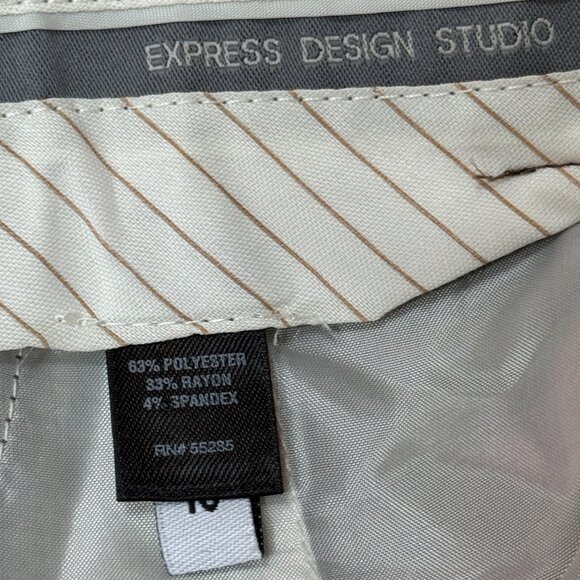 EXPRESS DESIGN STUDIO
63% POLYESTER
33% RAYON
4% SPANDEX
RN# 55285